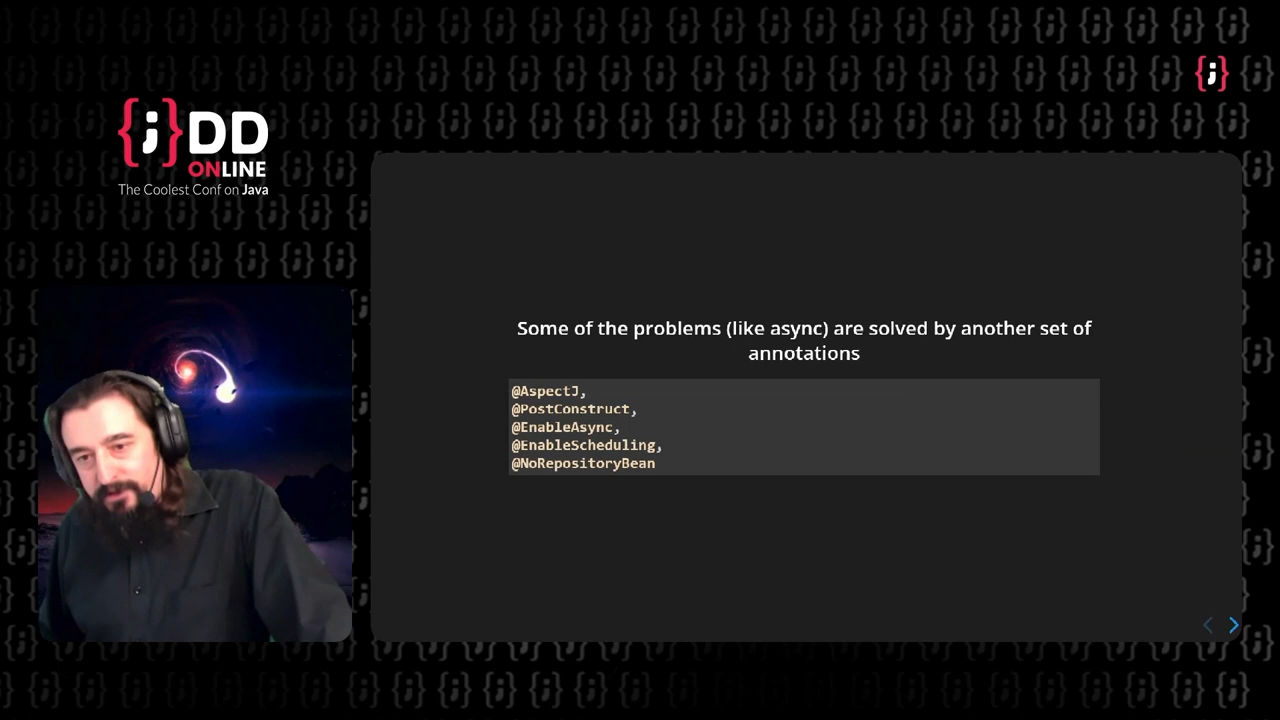 {;}DD
ONLINE
The Coolest Conf on Java
{;}
Some of the problems (like async) are solved by another set of
annotations
@AspectJ,
@PostConstruct,
@EnableAsync,
@EnableScheduling,
@NoRepositoryBean